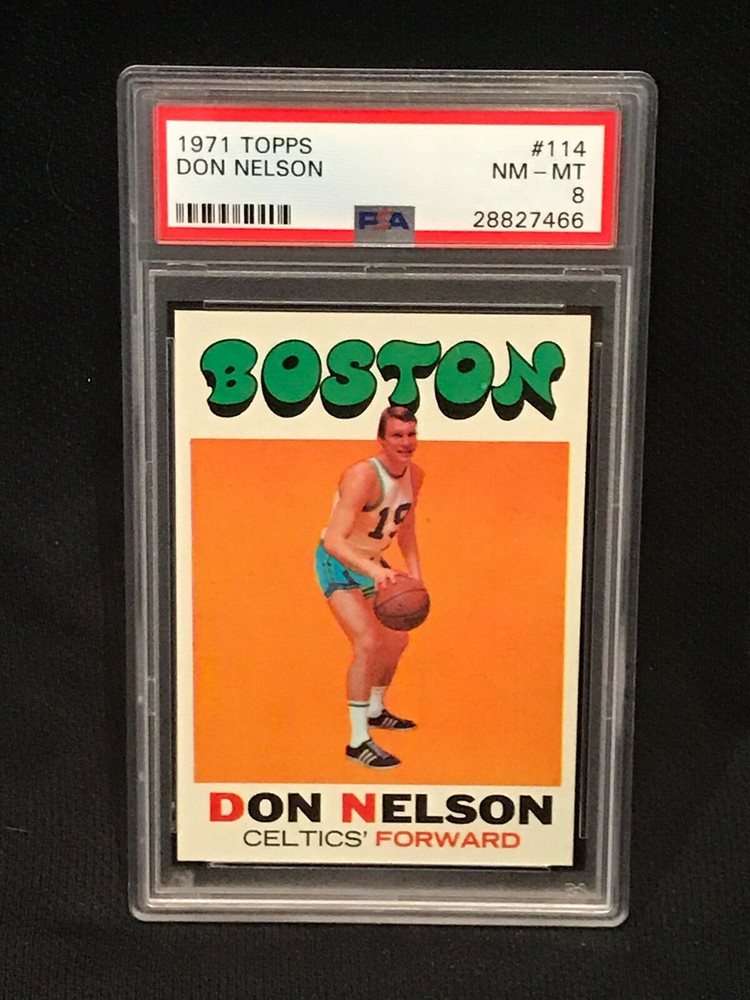 1971 TOPPS #114
DON NELSON NM - MT
8
PSA 28827466
BOSTON
19
DON NELSON
CELTICS' FORWARD